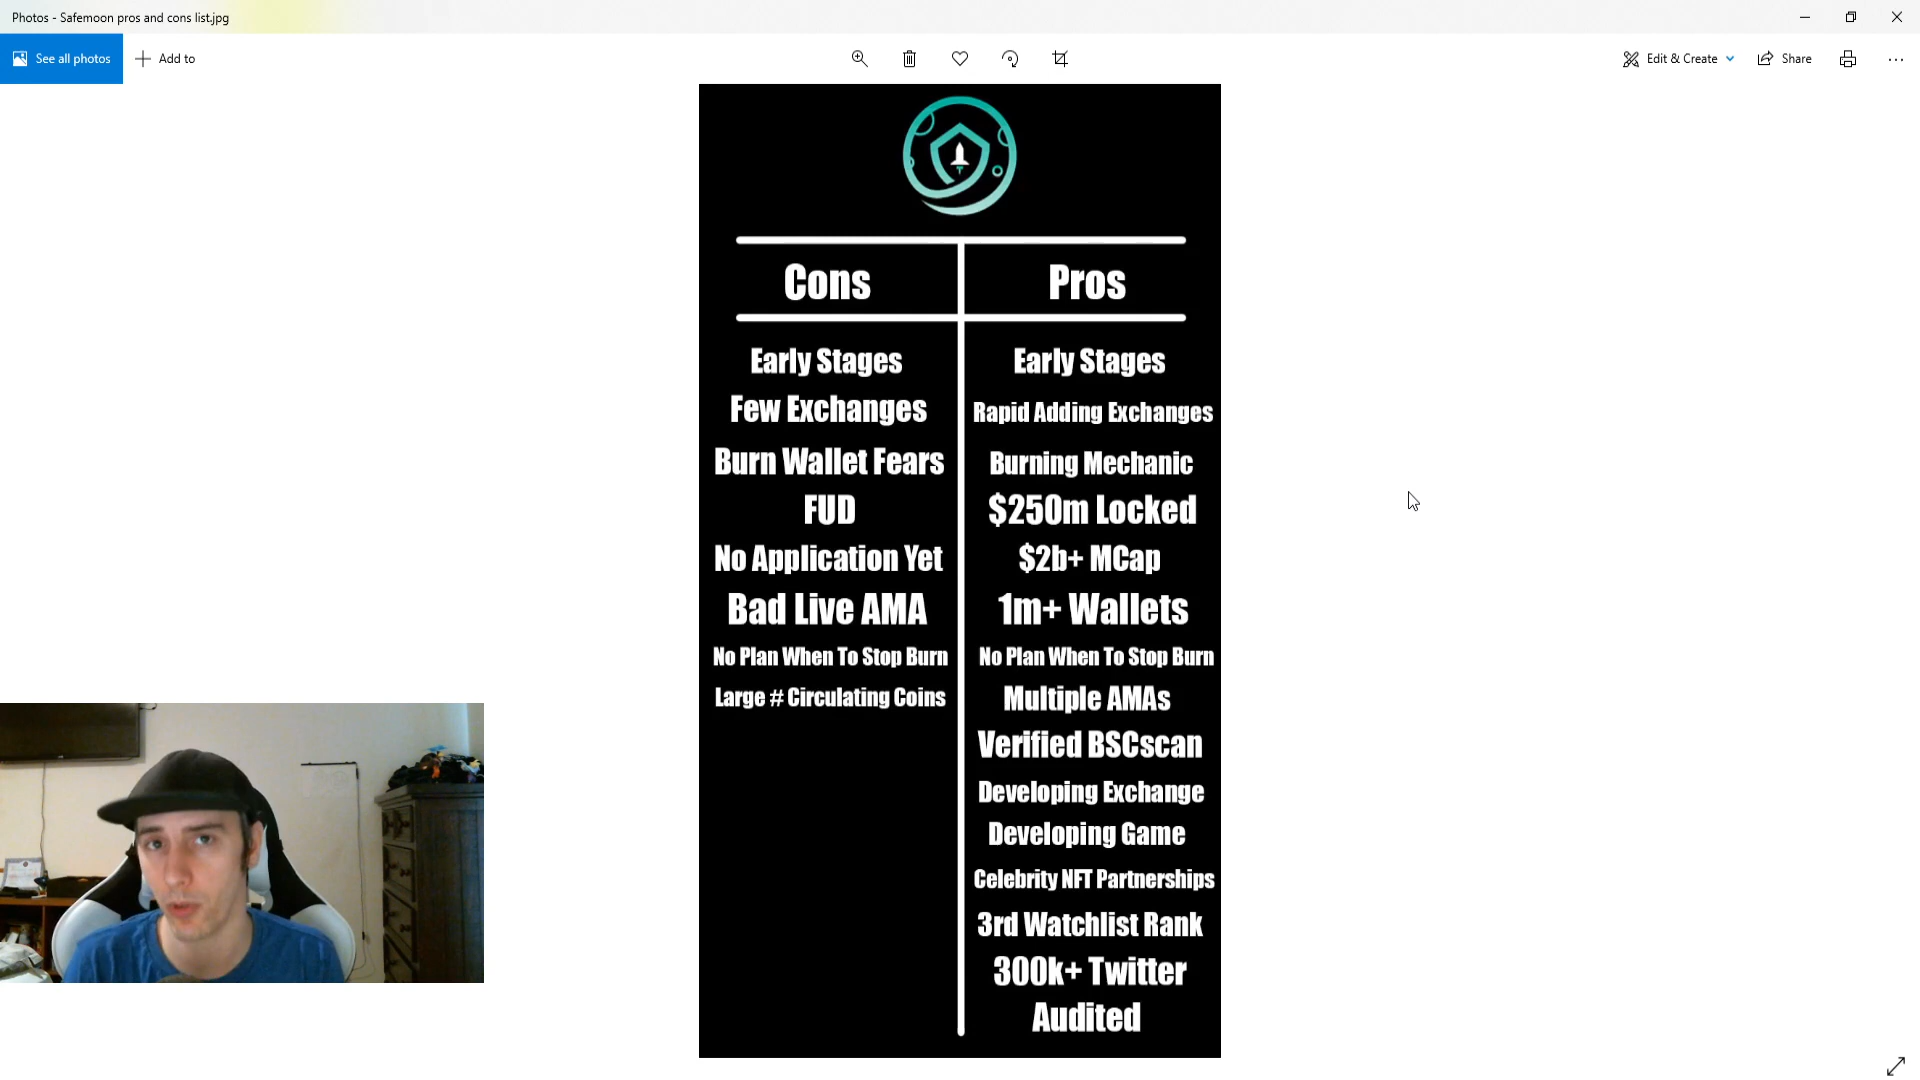 Photos - Safemoon pros and cons list.jpg
See all photos
Add to
Edit & Create
Share
Cons
Pros
Early Stages
Few Exchanges
Burn Wallet Fears
FUD
No Application Yet
Bad Live AMA
No Plan When To Stop Burn
Large # Circulating Coins
Early Stages
Rapid Adding Exchanges
Burning Mechanic
$250m Locked
$2b+ MCap
1m+ Wallets
No Plan When To Stop Burn
Multiple AMAs
Verified BSCscan
Developing Exchange
Developing Game
Celebrity NFT Partnerships
3rd Watchlist Rank
300k+ Twitter
Audited